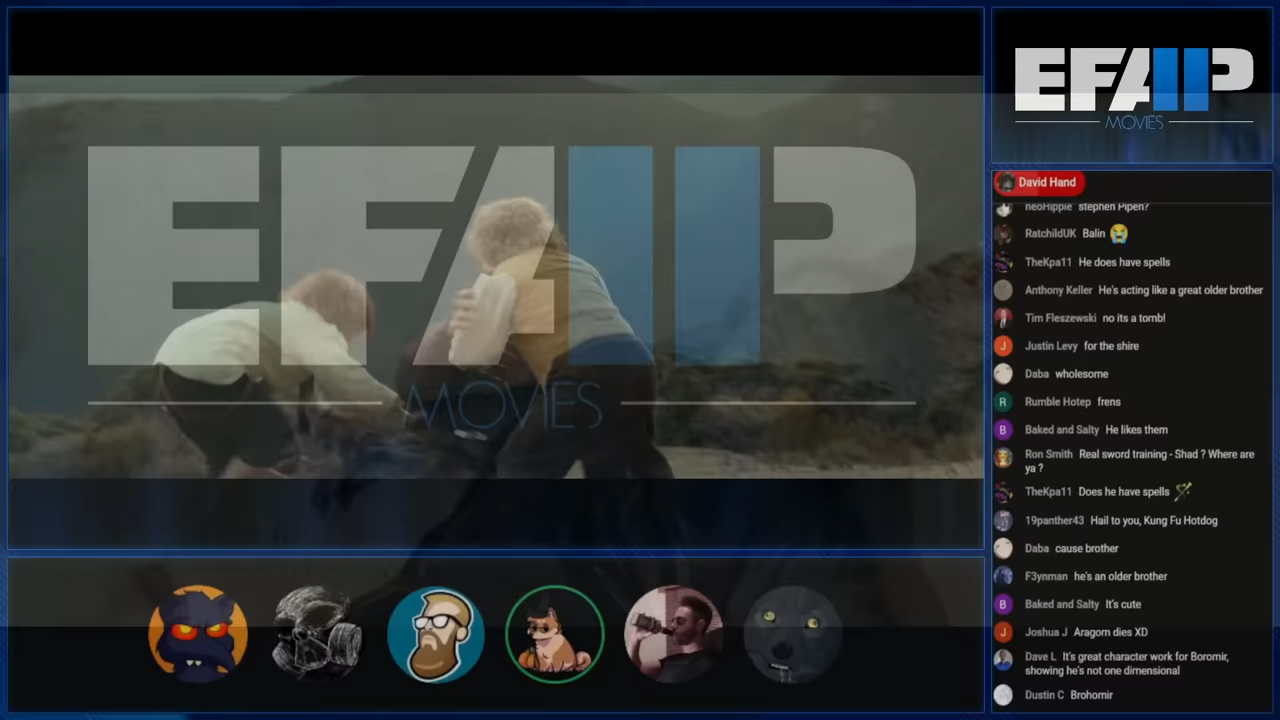 EFAP
MOVIES
EFAP
MOVIES
David Hand
neoHippie stephen Pipen?
RatchildUK Balin
TheKpa11 He does have spells
Anthony Keller He's acting like a great older brother
Tim Fleszewski no its a tomb!
J Justin Levy for the shire
Daba wholesome
R Rumble Hotep frens
B Baked and Salty He likes them
Ron Smith Real sword training - Shad ? Where are
ya ?
TheKpa11 Does he have spells
19panther43 Hail to you, Kung Fu Hotdog
Daba cause brother
F3ynman he's an older brother
B Baked and Salty It's cute
J Joshua J Aragorn dies XD
Dave L It's great character work for Boromir,
showing he's not one dimensional
Dustin C Brohomir